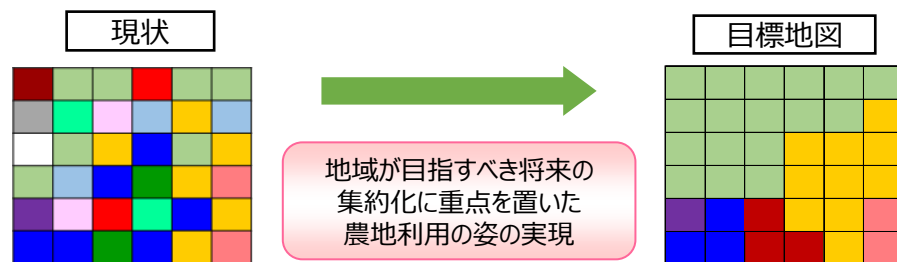 現状
目標地図
地域が目指すべき将来の
集約化に重点を置いた
農地利用の姿の実現